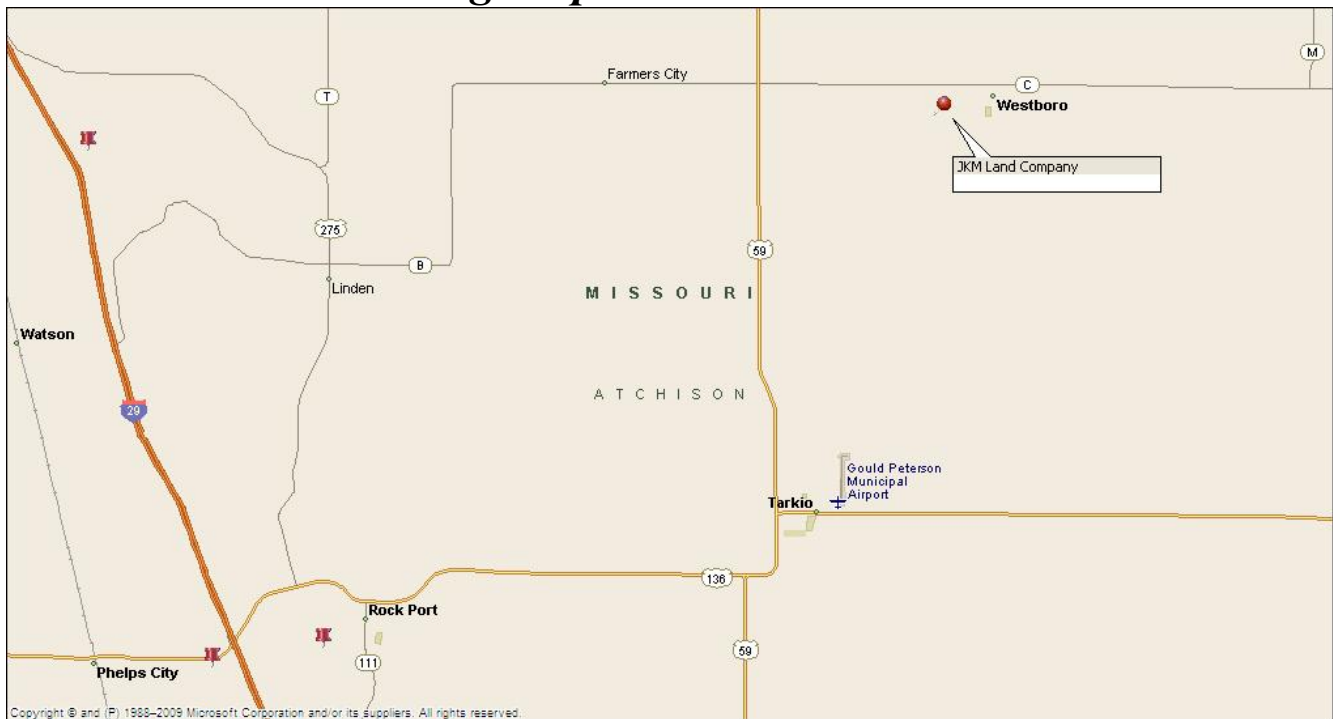 M
T
Farmers City
C
Westboro
JKM Land Company
275
59
B
Linden
MISSOURI
Watson
ATCHISON
29
Gould Peterson
Municipal
Airport
Tarkio
136
Rock Port
59
111
Phelps City
Copyright © and (P) 1988–2009 Microsoft Corporation and/or its suppliers. All rights reserved.